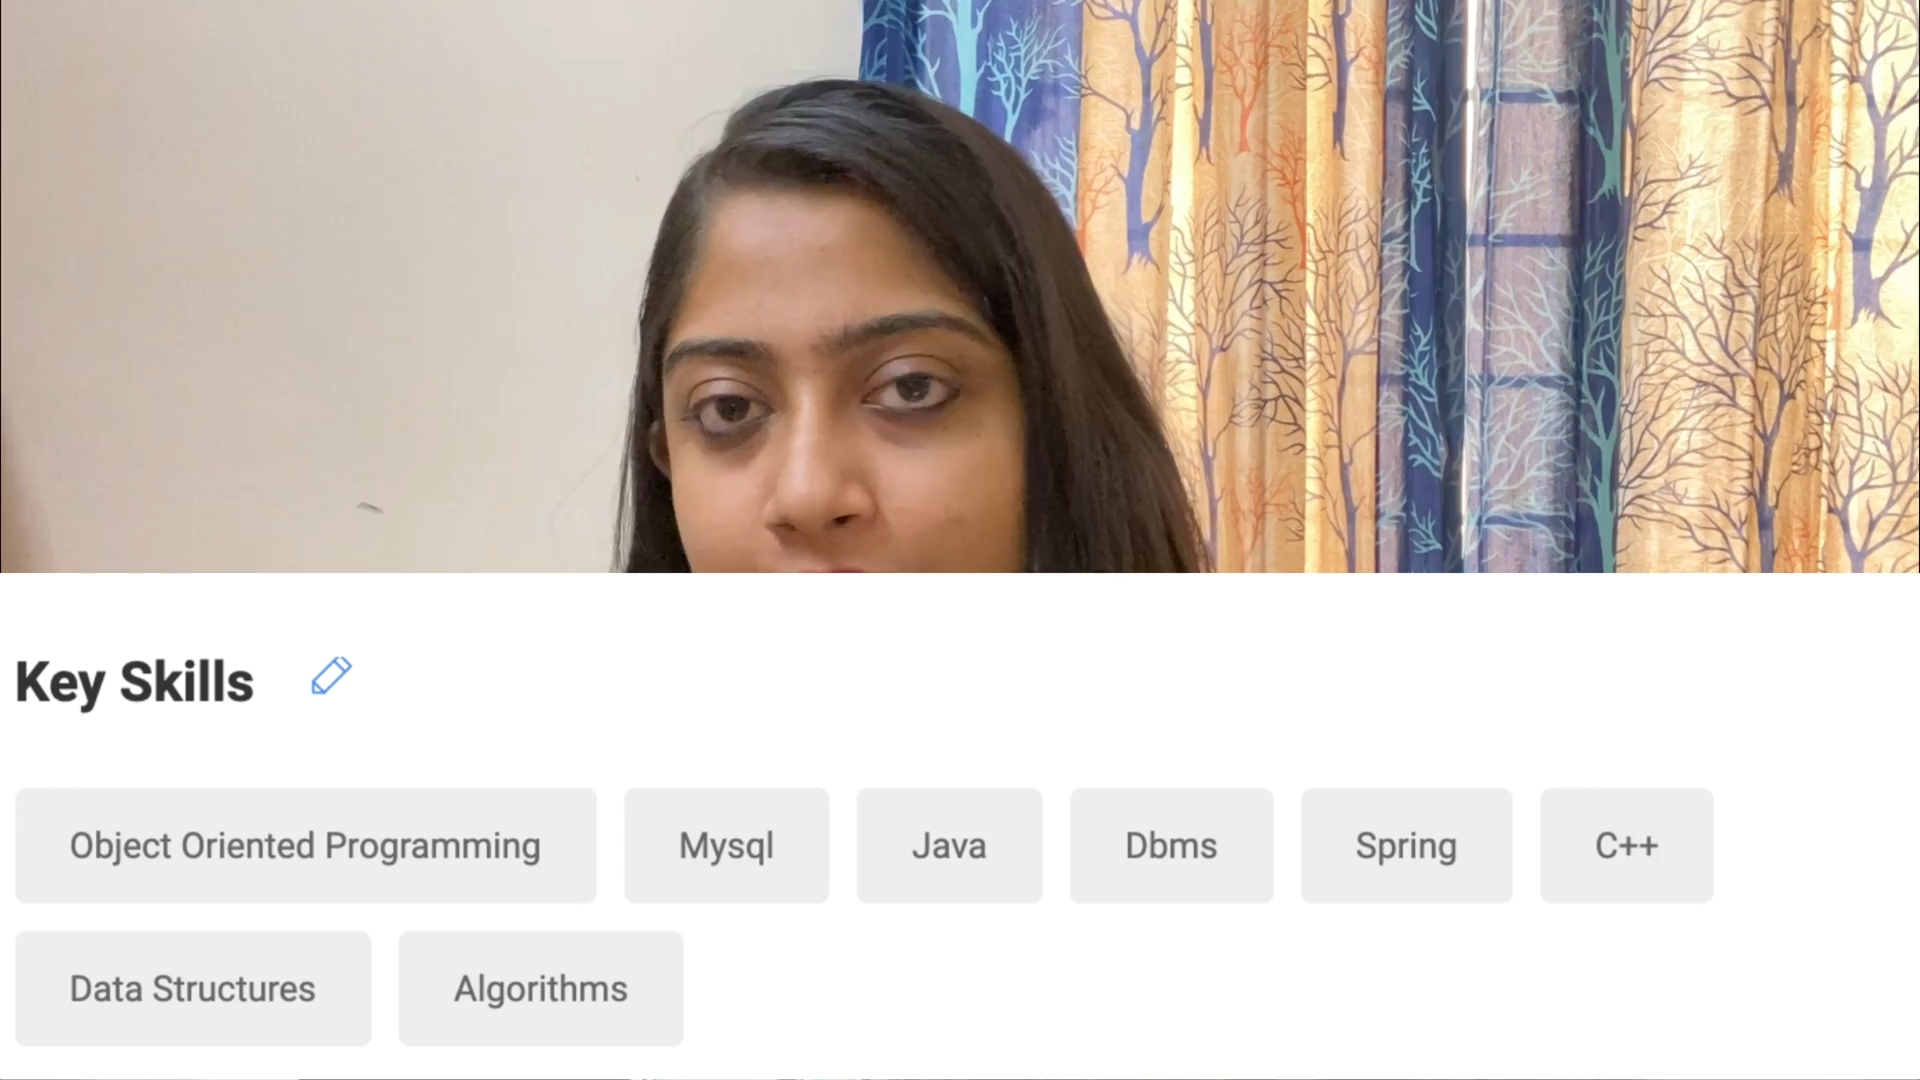 Key Skills
Object Oriented Programming Mysql Java Dbms Spring C++
Data Structures Algorithms